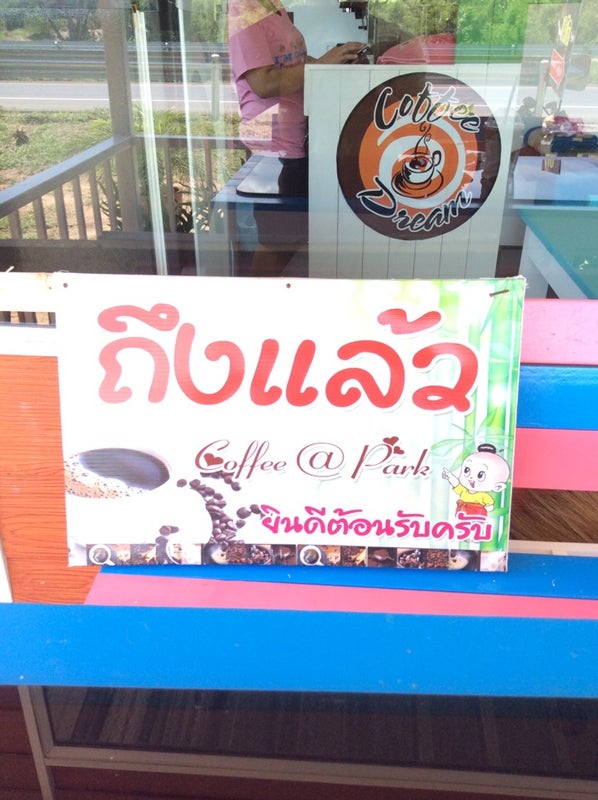 Coffee
Dream
ถึงแล้ว
Coffee @ Park
ยินดีต้อนรับครับ